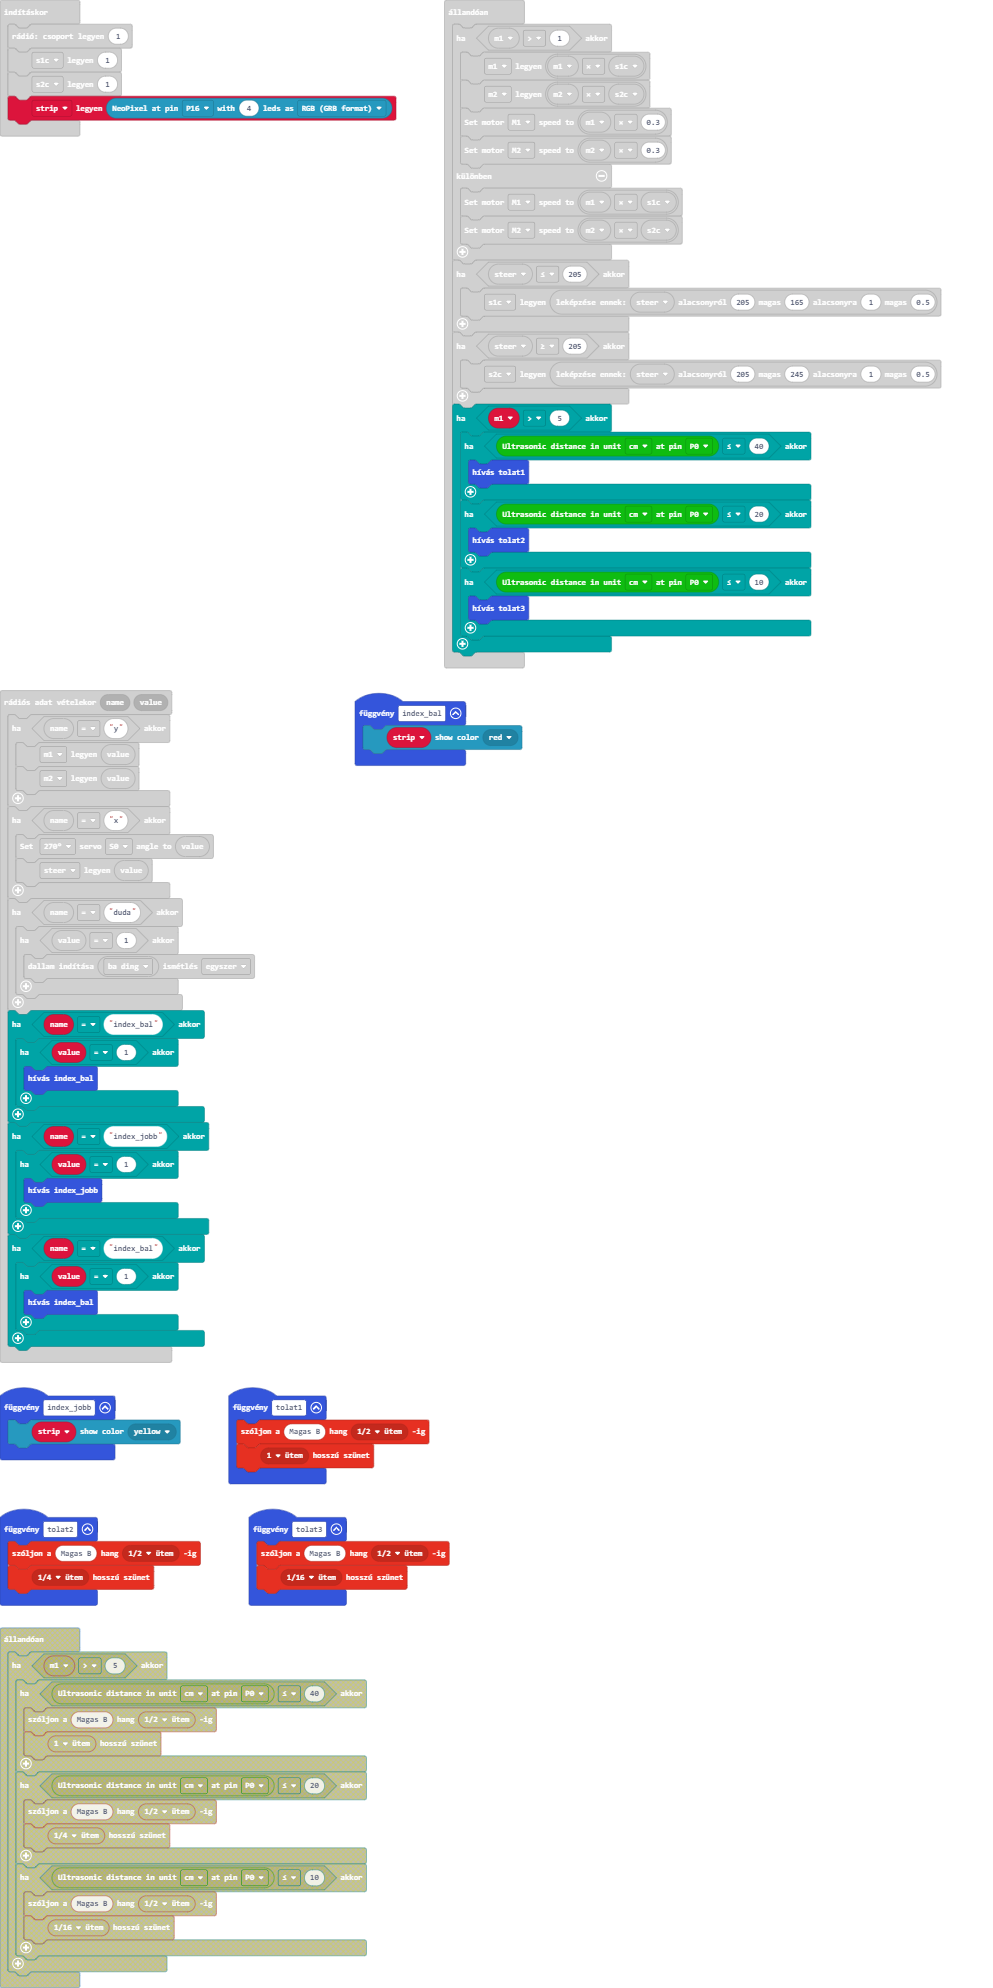 indításkor
rádió: csoport legyen 1
s1c legyen 1
s2c legyen 1
strip legyen NeoPixel at pin P16 with 4 leds as RGB (GRB format)
állandóan
ha m1 > 1 akkor
m1 legyen m1 × s1c
m2 legyen m2 × s2c
Set motor M1 speed to m1 × 0.3
Set motor M2 speed to m2 × 0.3
különben
Set motor M1 speed to m1 × s1c
Set motor M2 speed to m2 × s2c
ha steer ≤ 205 akkor
s1c legyen leképzése ennek: steer alacsonyról 205 magas 165 alacsonyra 1 magas 0.5
ha steer ≥ 205 akkor
s2c legyen leképzése ennek: steer alacsonyról 205 magas 245 alacsonyra 1 magas 0.5
ha m1 > 5 akkor
ha Ultrasonic distance in unit cm at pin P0 ≤ 40 akkor
hívás tolat1
ha Ultrasonic distance in unit cm at pin P0 ≤ 20 akkor
hívás tolat2
ha Ultrasonic distance in unit cm at pin P0 ≤ 10 akkor
hívás tolat3
rádiós adat vételekor name value
ha name = "y" akkor
m1 legyen value
m2 legyen value
ha name = "x" akkor
Set 270° servo S0 angle to value
steer legyen value
ha name = "duda" akkor
ha value = 1 akkor
dallam indítása ba ding ismétlés egyszer
ha name = "index_bal" akkor
ha value = 1 akkor
hívás index_bal
ha name = "index_jobb" akkor
ha value = 1 akkor
hívás index_jobb
ha name = "index_bal" akkor
ha value = 1 akkor
hívás index_bal
függvény index_bal
strip show color red
függvény index_jobb
strip show color yellow
függvény tolat1
szóljon a Magas B hang 1/2 ütem -ig
1 ütem hosszú szünet
függvény tolat2
szóljon a Magas B hang 1/2 ütem -ig
1/4 ütem hosszú szünet
függvény tolat3
szóljon a Magas B hang 1/2 ütem -ig
1/16 ütem hosszú szünet
állandóan
ha m1 > 5 akkor
ha Ultrasonic distance in unit cm at pin P0 ≤ 40 akkor
szóljon a Magas B hang 1/2 ütem -ig
1 ütem hosszú szünet
ha Ultrasonic distance in unit cm at pin P0 ≤ 20 akkor
szóljon a Magas B hang 1/2 ütem -ig
1/4 ütem hosszú szünet
ha Ultrasonic distance in unit cm at pin P0 ≤ 10 akkor
szóljon a Magas B hang 1/2 ütem -ig
1/16 ütem hosszú szünet